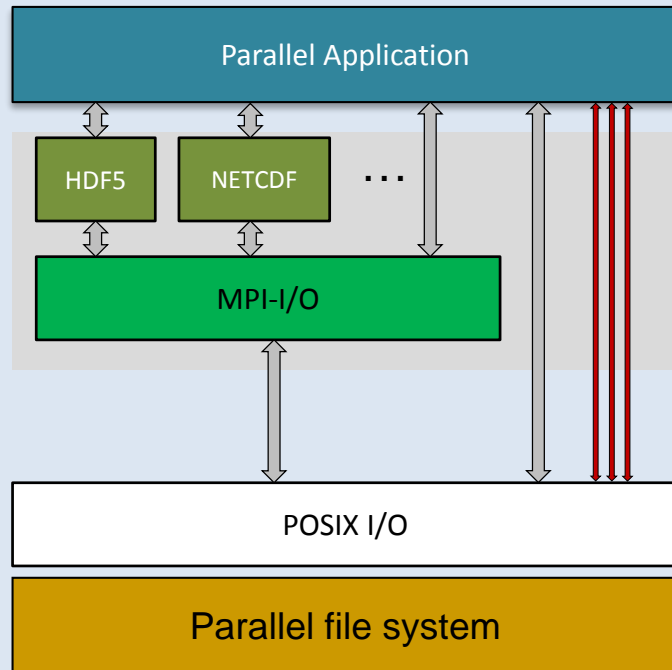 Parallel Application
HDF5
NETCDF
...
MPI-I/O
POSIX I/O
Parallel file system